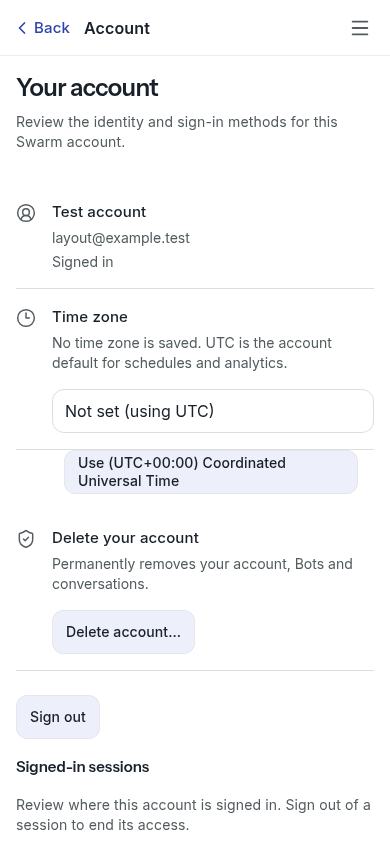 Back Account
Your account
Review the identity and sign-in methods for this
Swarm account.
Test account
layout@example.test
Signed in
Time zone
No time zone is saved. UTC is the account
default for schedules and analytics.
Not set (using UTC)
Use (UTC+00:00) Coordinated
Universal Time
Delete your account
Permanently removes your account, Bots and
conversations.
Delete account...
Sign out
Signed-in sessions
Review where this account is signed in. Sign out of a
session to end its access.